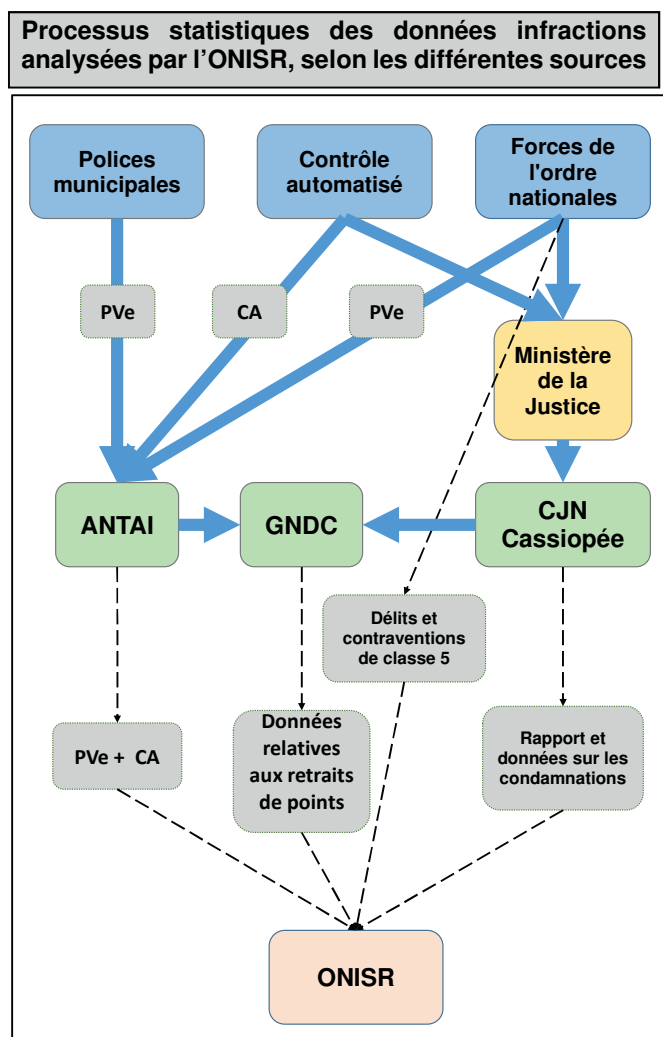 Processus statistiques des données infractions
analysées par l'ONISR, selon les différentes sources
Polices
municipales
Contrôle
automatisé
Forces de
l'ordre
nationales
PVe
CA
PVe
Ministère
de la
Justice
ANTAI
GNDC
CJN
Cassiopée
Délits et
contraventions
de classe 5
PVe + CA
Données
relatives
aux retraits
de points
Rapport et
données sur les
condamnations
ONISR